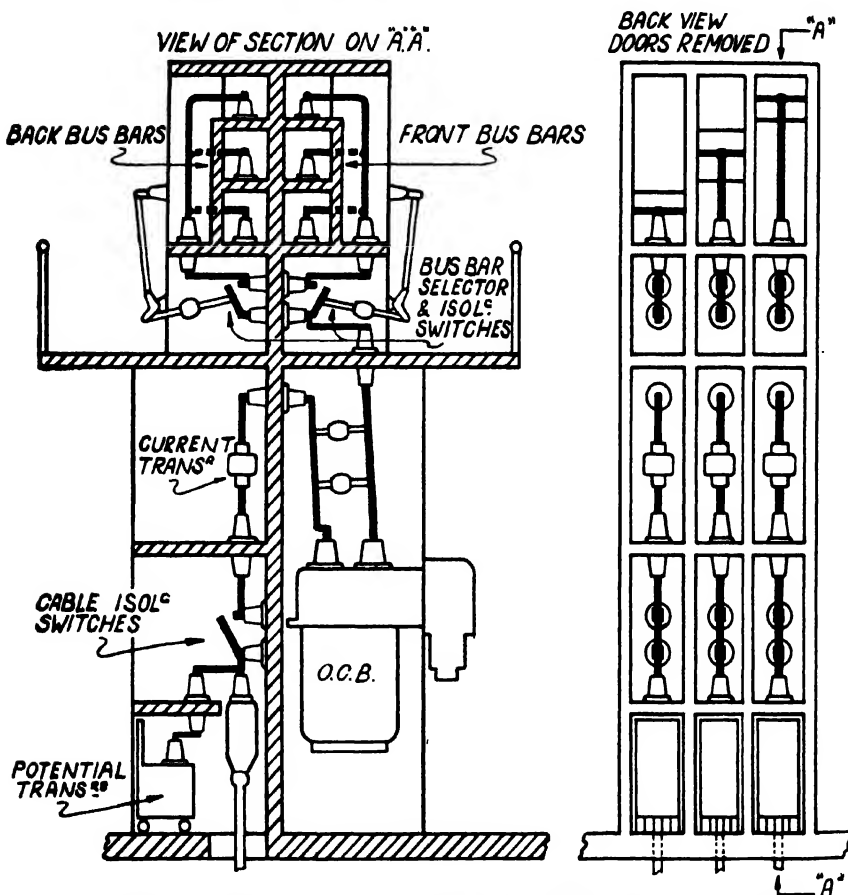 VIEW OF SECTION ON "A.A".
BACK BUS BARS
FRONT BUS BARS
BUS BAR
SELECTOR
& ISOLG
SWITCHES
CURRENT
TRANSR
CABLE ISOLG
SWITCHES
O.C.B.
POTENTIAL
TRANSRS
BACK VIEW
DOORS REMOVED
"A"
"A"